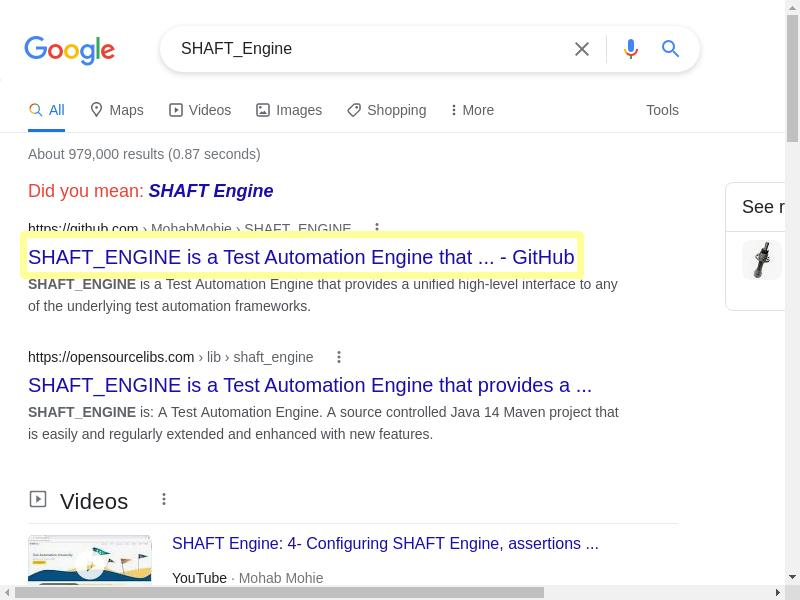 Google
SHAFT_Engine
All
Maps
Videos
Images
Shopping
More
Tools
About 979,000 results (0.87 seconds)
Did you mean: SHAFT Engine
https://github.com › MohabMohie › SHAFT_ENGINE
SHAFT_ENGINE is a Test Automation Engine that ... - GitHub
SHAFT_ENGINE is a Test Automation Engine that provides a unified high-level interface to any
of the underlying test automation frameworks.
See r
https://opensourcelibs.com › lib › shaft_engine
SHAFT_ENGINE is a Test Automation Engine that provides a ...
SHAFT_ENGINE is: A Test Automation Engine. A source controlled Java 14 Maven project that
is easily and regularly extended and enhanced with new features.
Videos
SHAFT Engine: 4- Configuring SHAFT Engine, assertions ...
YouTube · Mohab Mohie